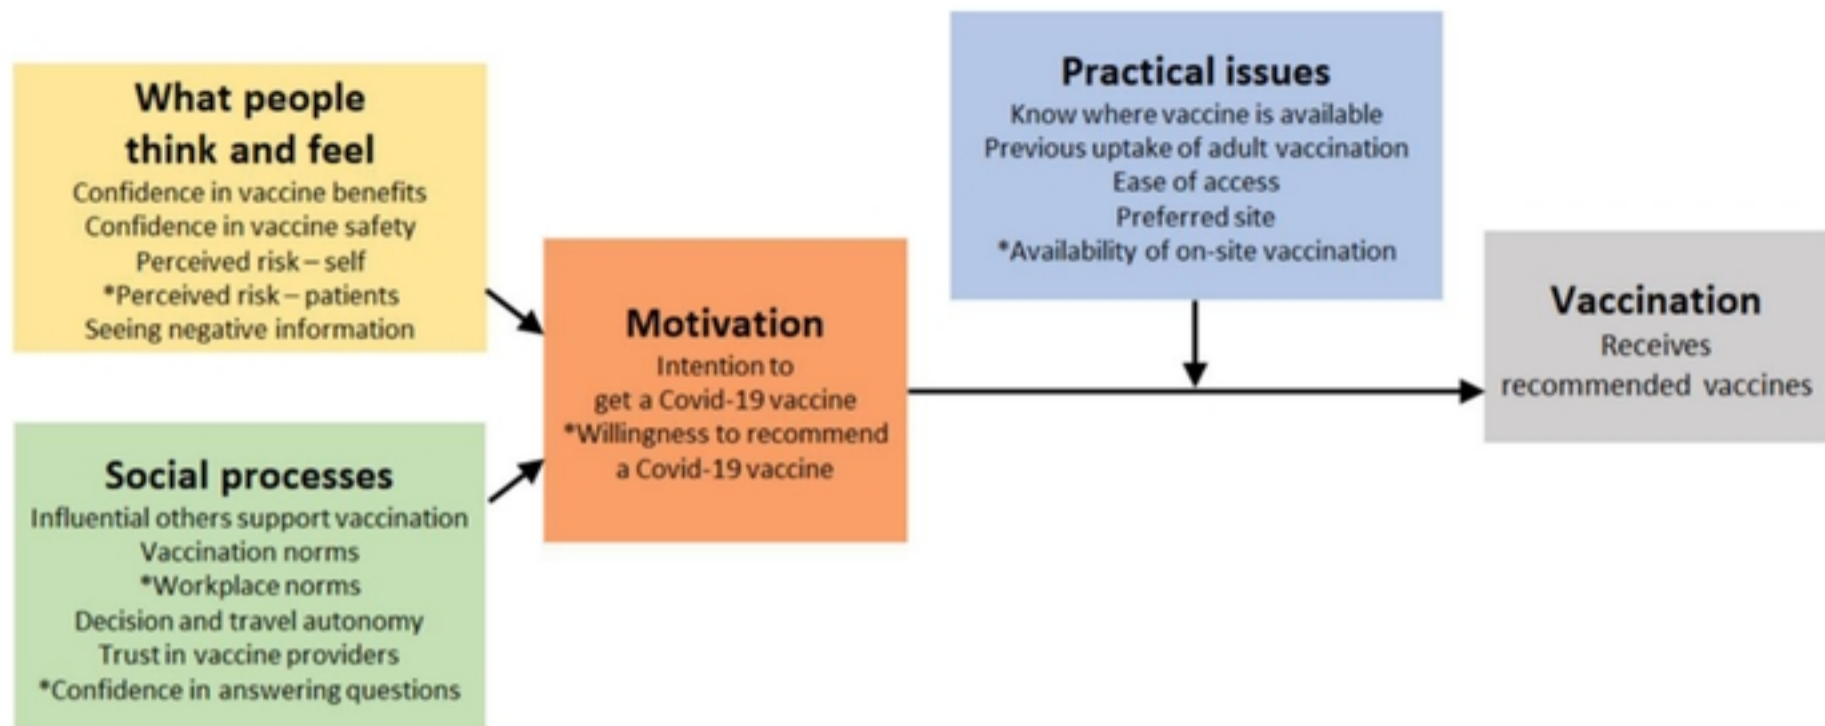 What people
think and feel
Confidence in vaccine benefits
Confidence in vaccine safety
Perceived risk – self
*Perceived risk – patients
Seeing negative information
Social processes
Influential others support vaccination
Vaccination norms
*Workplace norms
Decision and travel autonomy
Trust in vaccine providers
*Confidence in answering questions
Motivation
Intention to
get a Covid-19 vaccine
*Willingness to recommend
a Covid-19 vaccine
Practical issues
Know where vaccine is available
Previous uptake of adult vaccination
Ease of access
Preferred site
*Availability of on-site vaccination
Vaccination
Receives
recommended vaccines